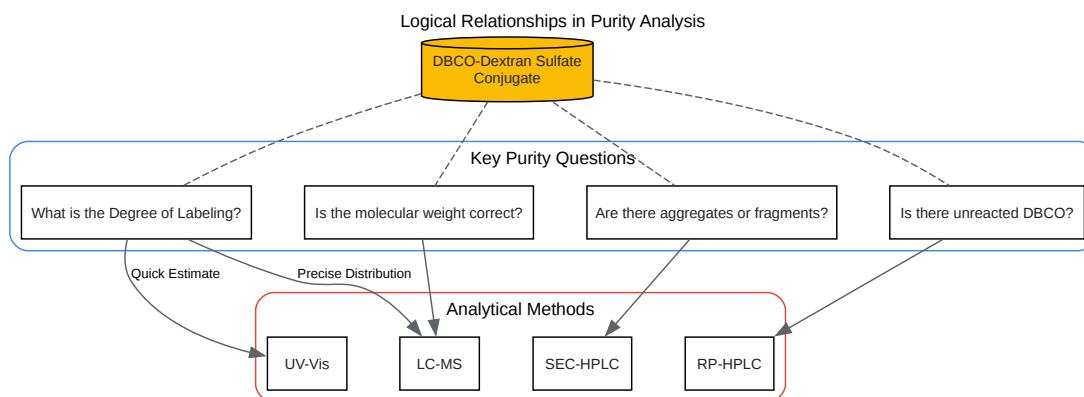 Logical Relationships in Purity Analysis
DBCO-Dextran Sulfate
Conjugate
Key Purity Questions
What is the Degree of Labeling?
Is the molecular weight correct?
Are there aggregates or fragments?
Is there unreacted DBCO?
Quick Estimate
Precise Distribution
Analytical Methods
UV-Vis
LC-MS
SEC-HPLC
RP-HPLC